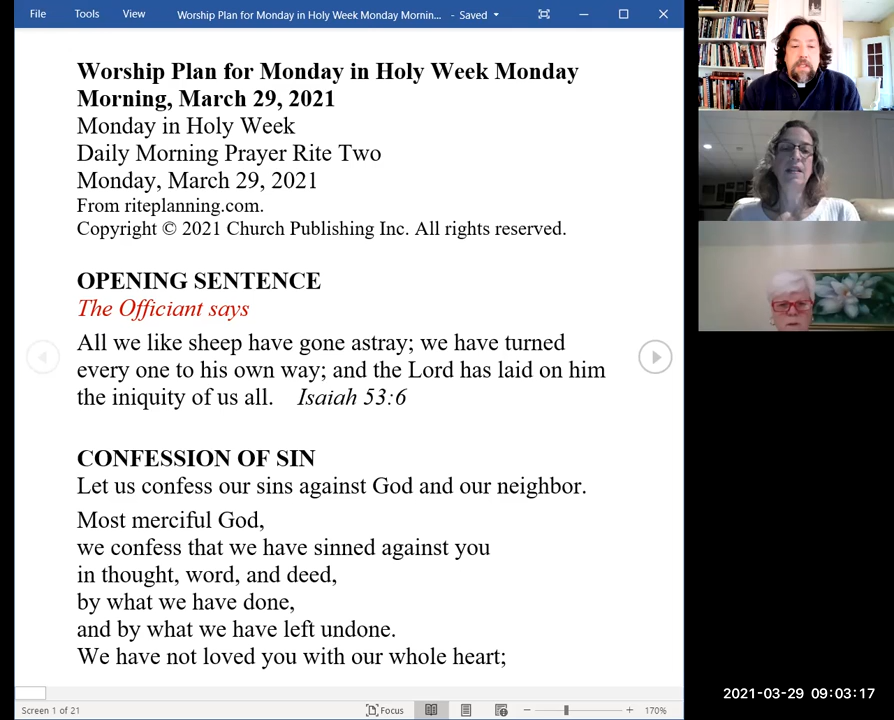 File Tools View Worship Plan for Monday in Holy Week Monday Mornin... - Saved
Worship Plan for Monday in Holy Week Monday
Morning, March 29, 2021
Monday in Holy Week
Daily Morning Prayer Rite Two
Monday, March 29, 2021
From riteplanning.com.
Copyright © 2021 Church Publishing Inc. All rights reserved.
OPENING SENTENCE
The Officiant says
All we like sheep have gone astray; we have turned
every one to his own way; and the Lord has laid on him
the iniquity of us all. Isaiah 53:6
CONFESSION OF SIN
Let us confess our sins against God and our neighbor.
Most merciful God,
we confess that we have sinned against you
in thought, word, and deed,
by what we have done,
and by what we have left undone.
We have not loved you with our whole heart;
Screen 1 of 21 Focus 170%
2021-03-29 09:03:17